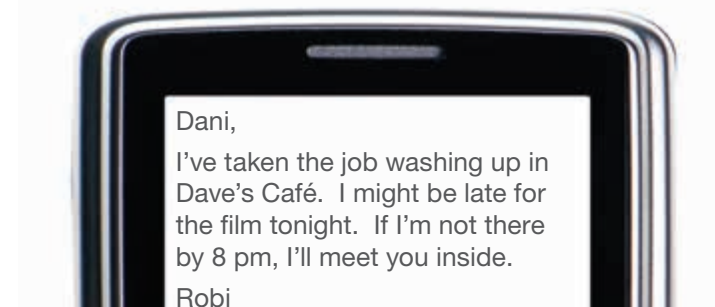 Dani,
I've taken the job washing up in
Dave's Café.  I might be late for
the film tonight.  If I'm not there
by 8 pm, I'll meet you inside.
Robi